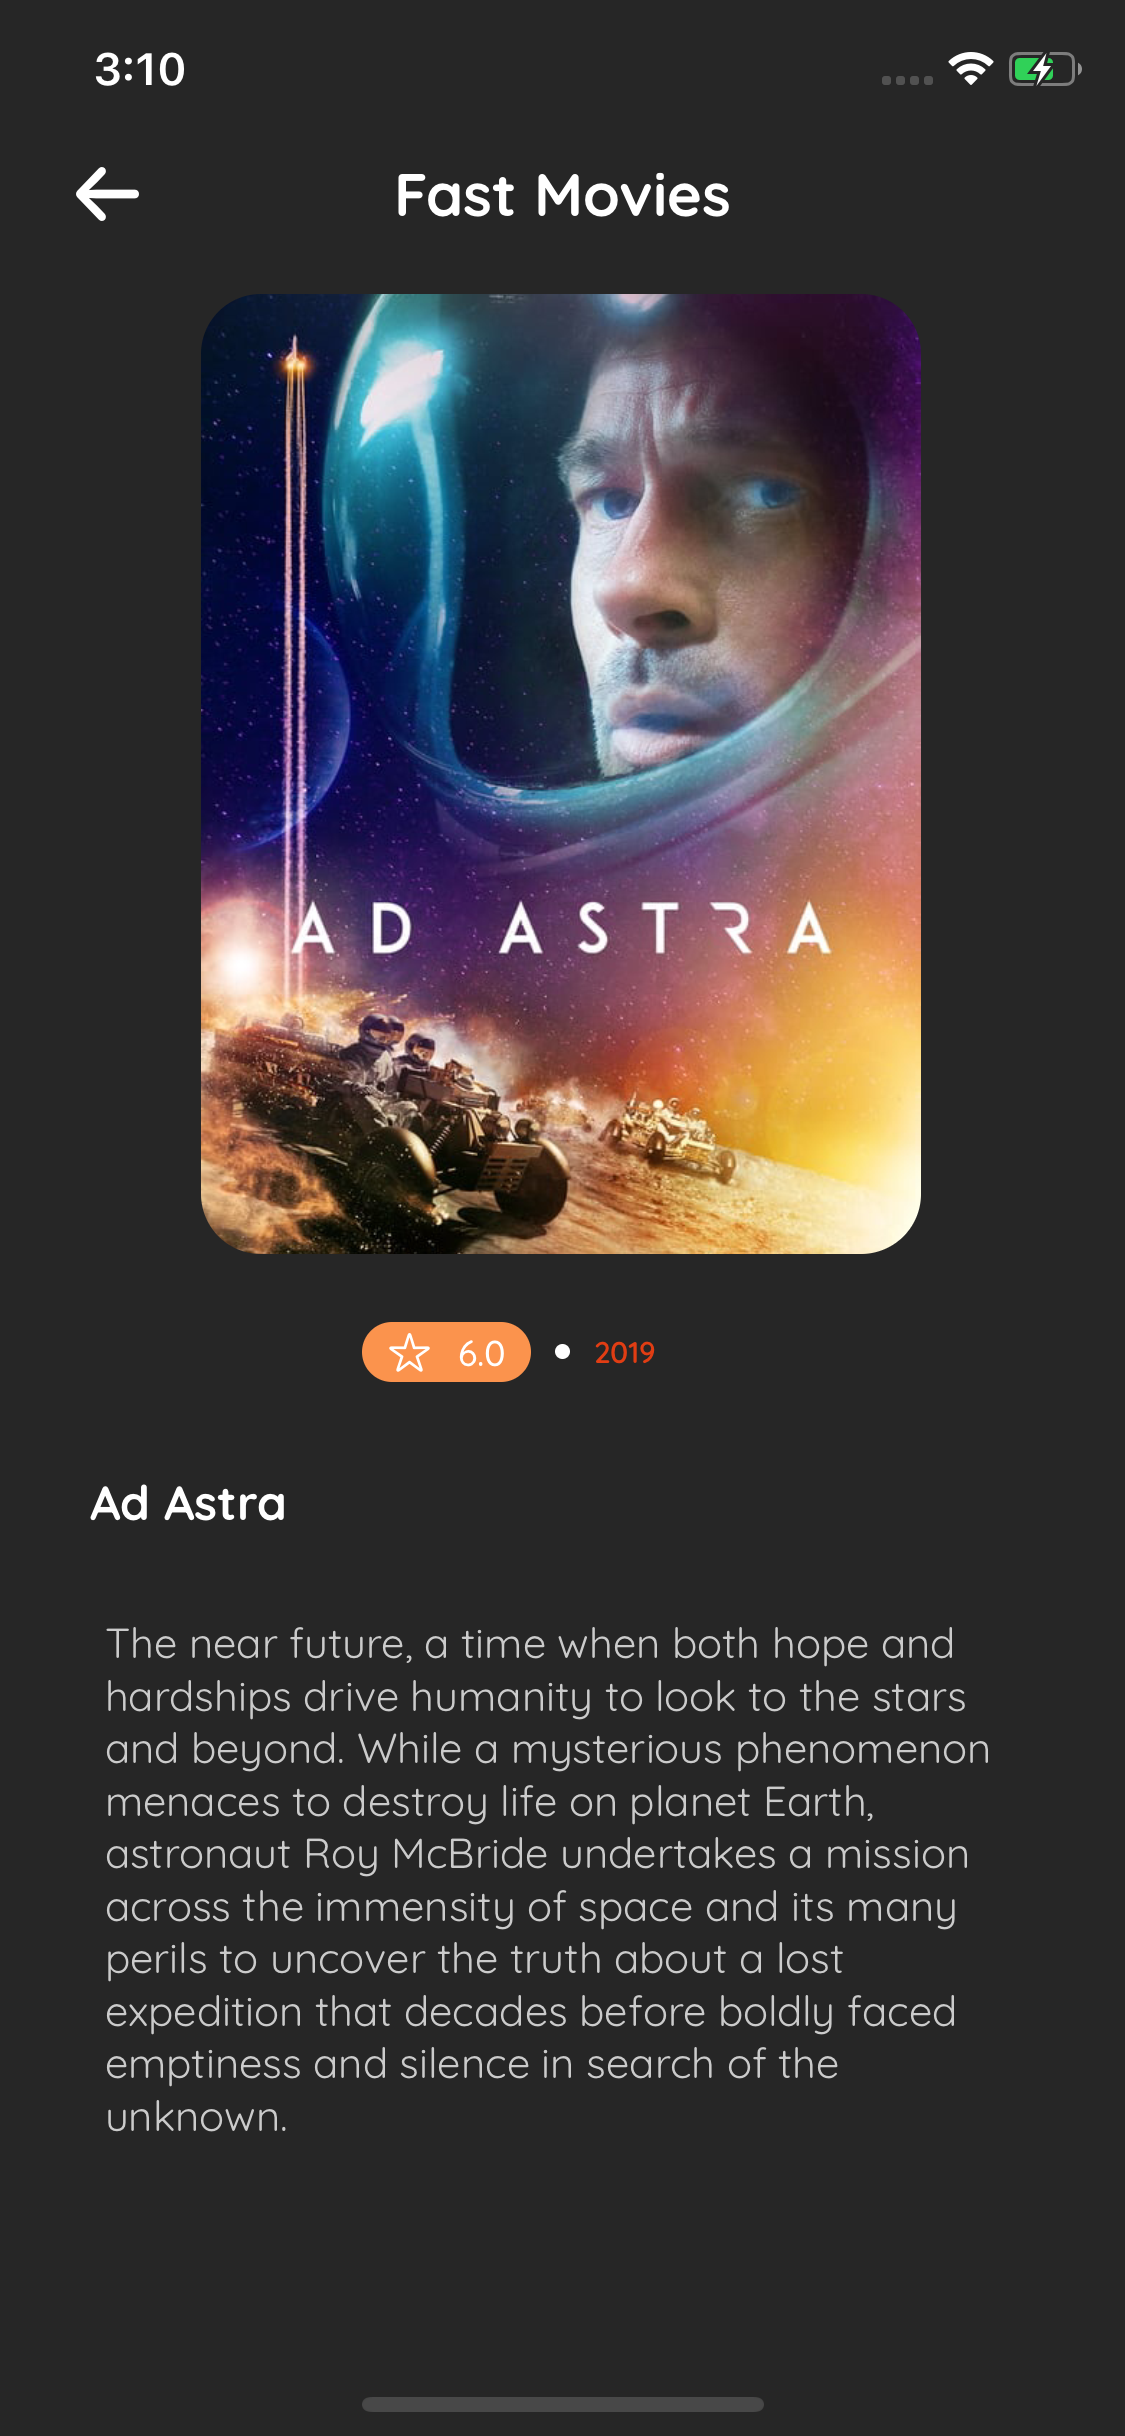 3:10
Fast Movies
AD ASTRA
6.0
2019
Ad Astra
The near future, a time when both hope and
hardships drive humanity to look to the stars
and beyond. While a mysterious phenomenon
menaces to destroy life on planet Earth,
astronaut Roy McBride undertakes a mission
across the immensity of space and its many
perils to uncover the truth about a lost
expedition that decades before boldly faced
emptiness and silence in search of the
unknown.